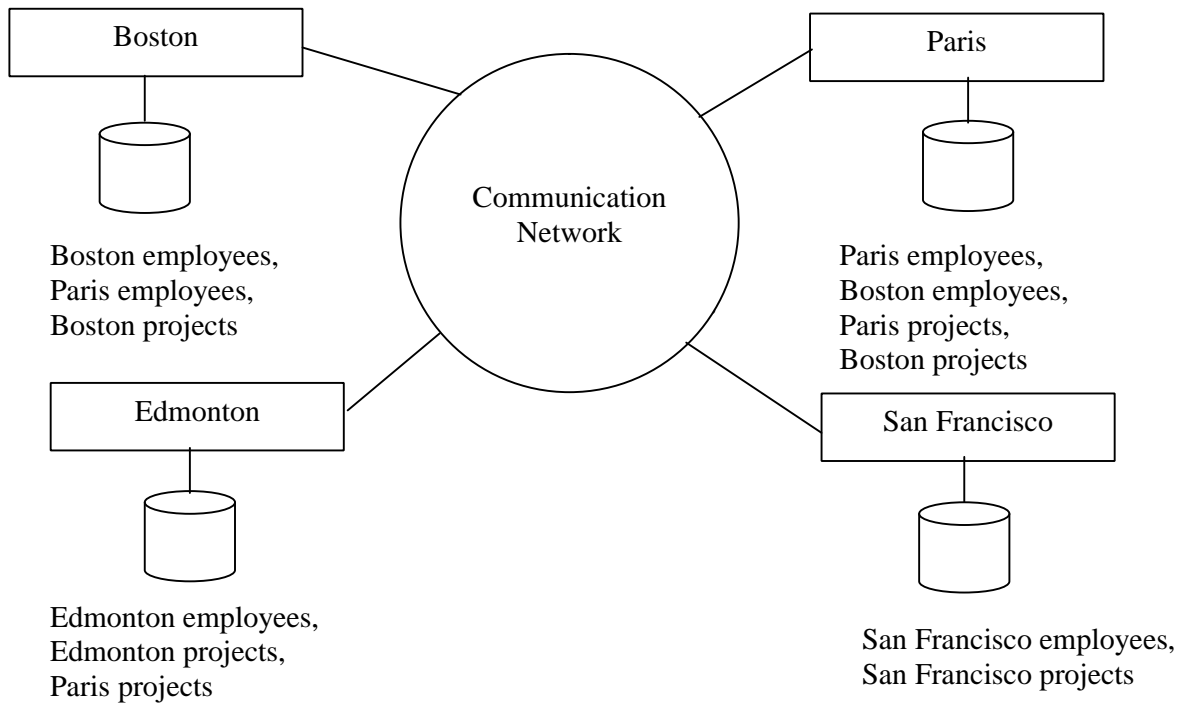 Boston
Paris
Communication
Network
Boston employees,
Paris employees,
Boston projects
Paris employees,
Boston employees,
Paris projects,
Boston projects
Edmonton
San Francisco
Edmonton employees,
Edmonton projects,
Paris projects
San Francisco employees,
San Francisco projects